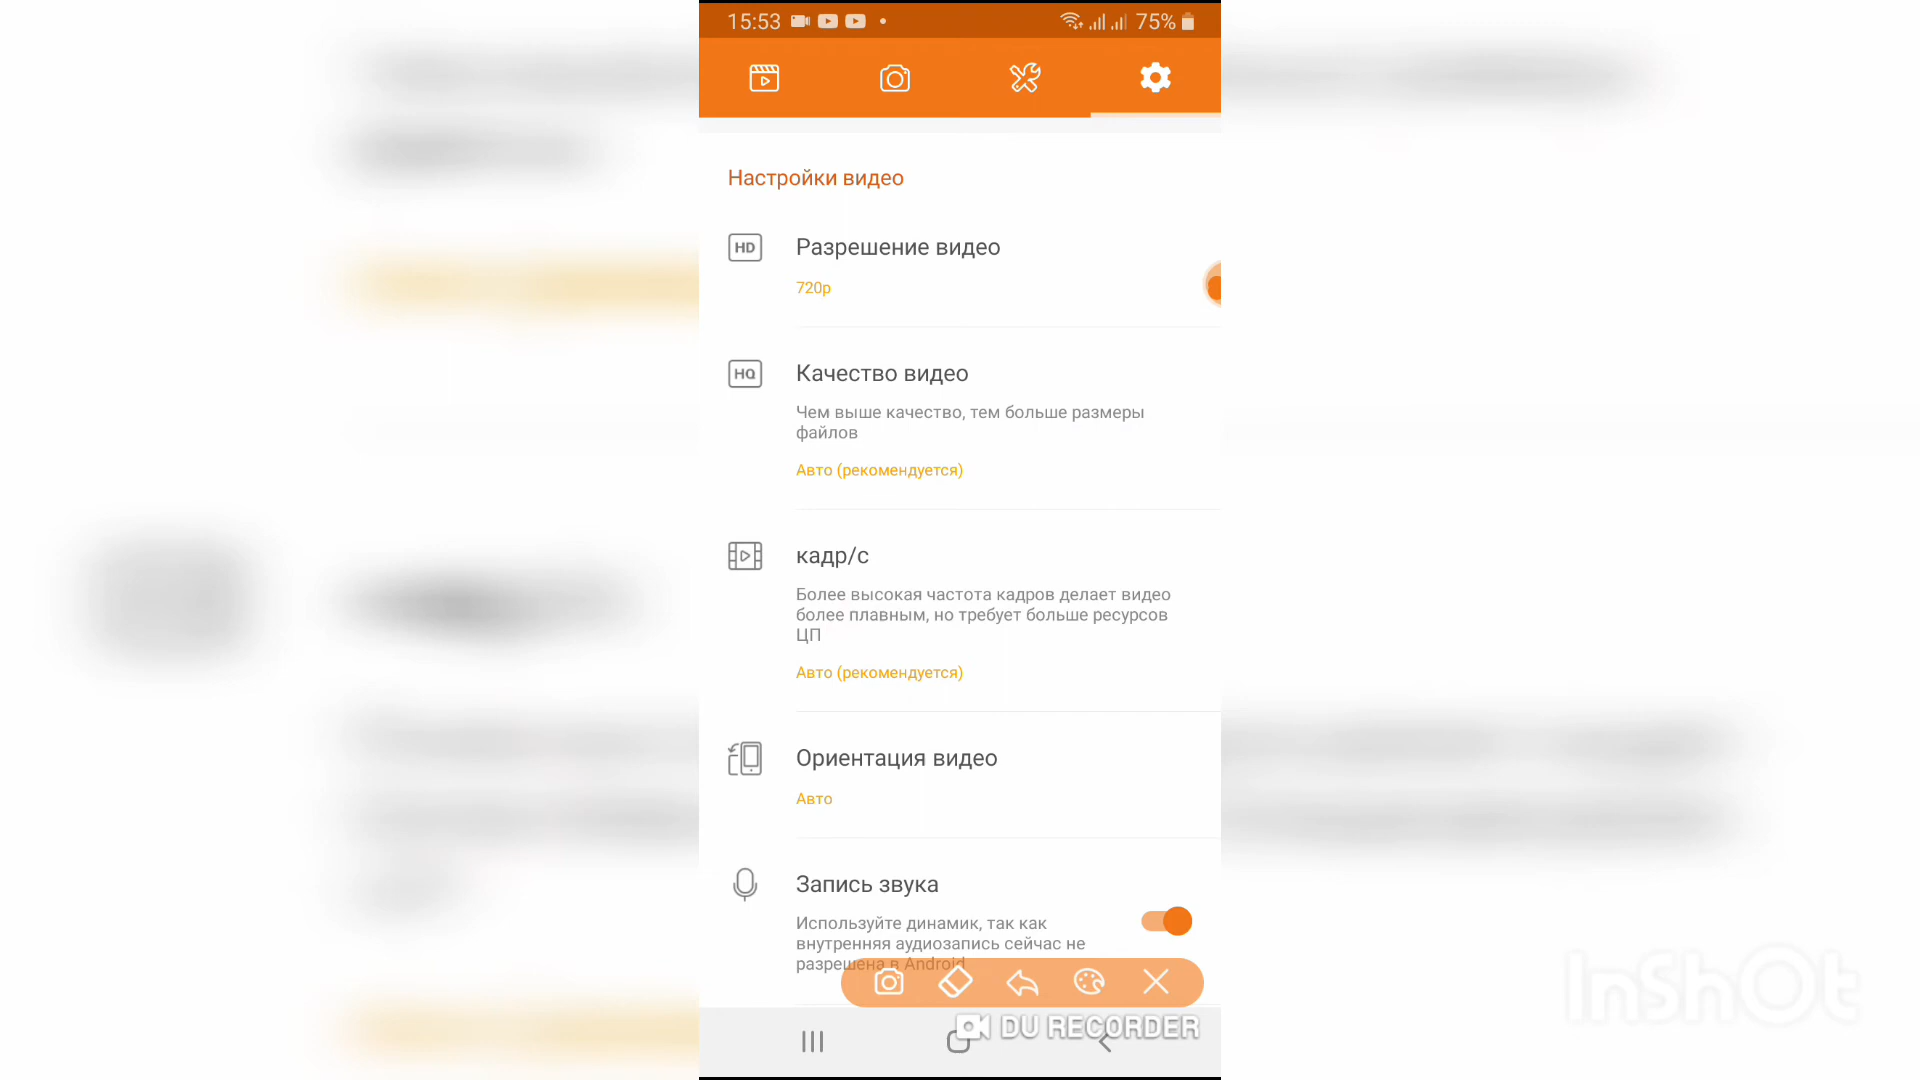 15:53
75%
Настройки видео
HD
Разрешение видео
720p
HQ
Качество видео
Чем выше качество, тем больше размеры
файлов
Авто (рекомендуется)
кадр/с
Более высокая частота кадров делает видео
более плавным, но требует больше ресурсов
ЦП
Авто (рекомендуется)
Ориентация видео
Авто
Запись звука
Используйте динамик, так как
внутренняя аудиозапись сейчас не
разрешена в Android
DU RECORDER
InShOt